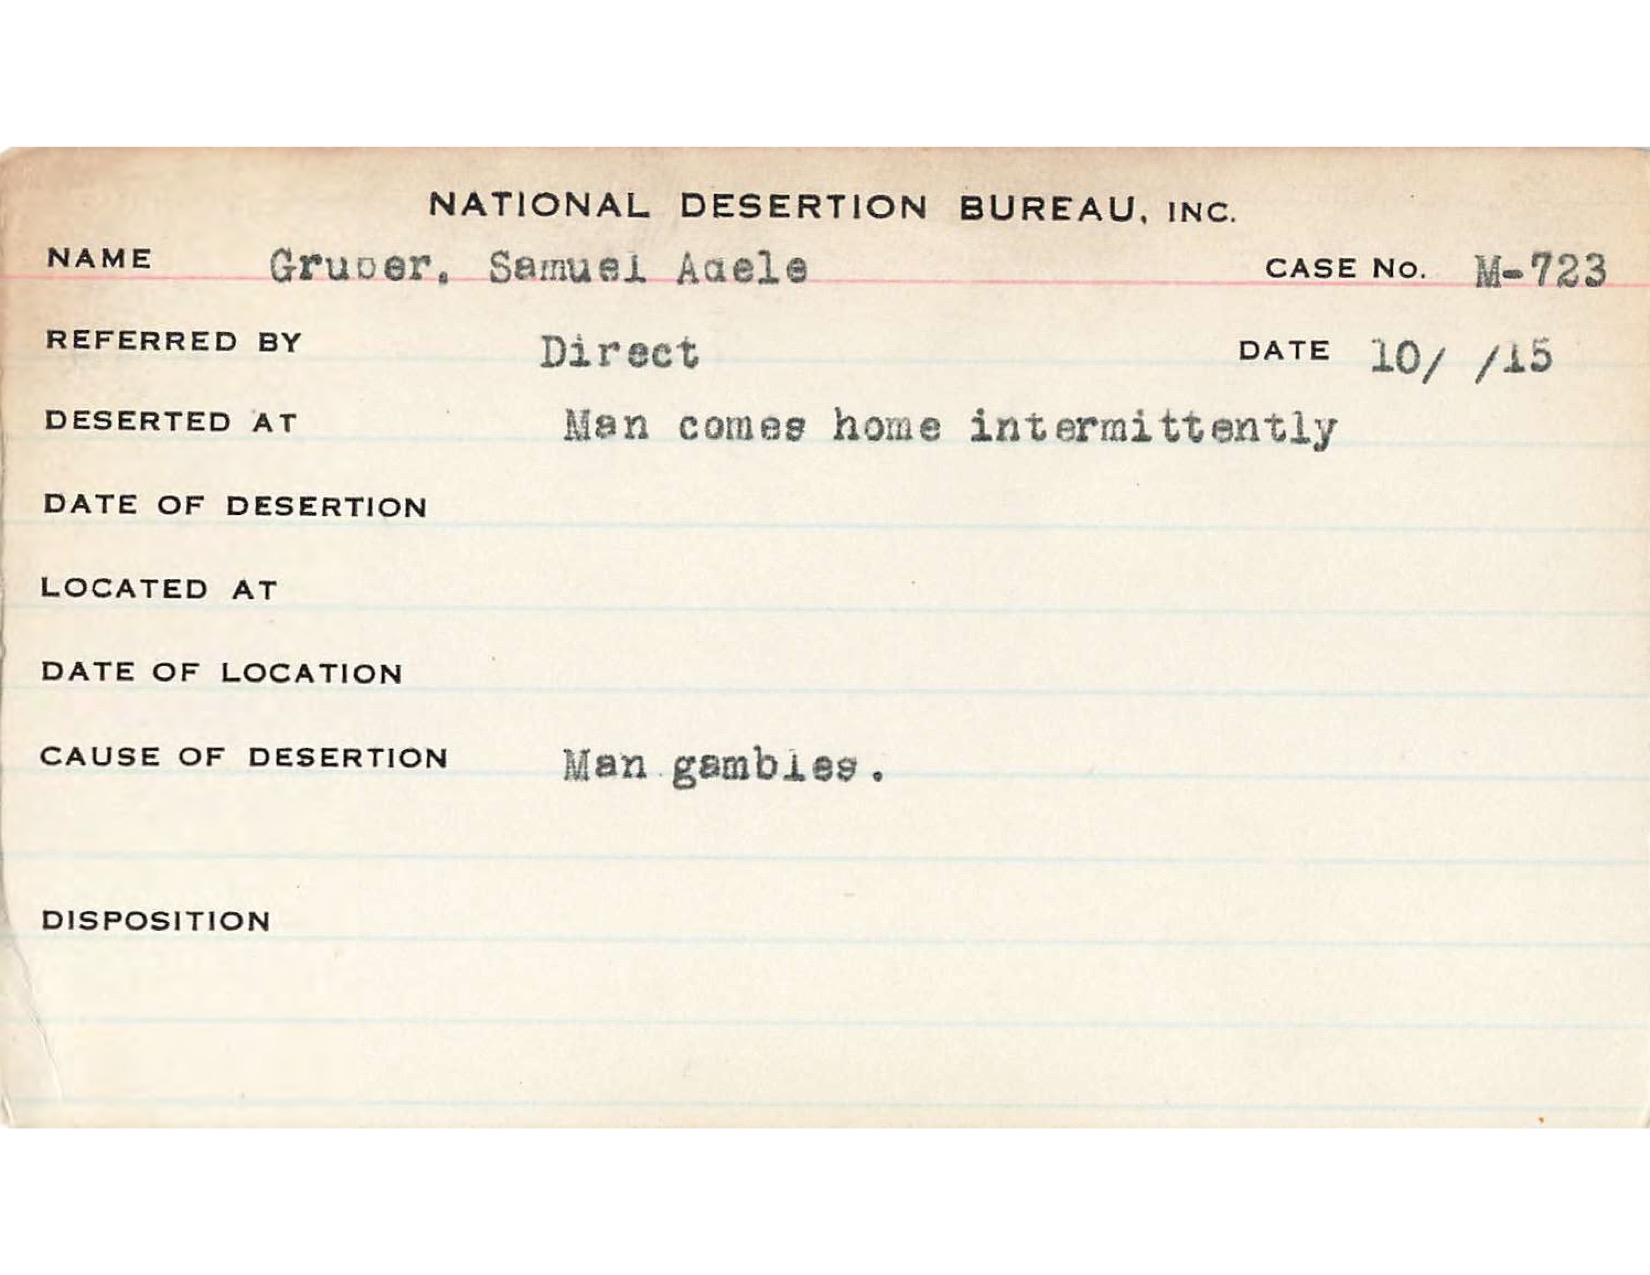 NATIONAL DESERTION BUREAU, INC.
NAME Gruber, Samuel Adele CASE No. M-723
REFERRED BY Direct DATE 10/ /15
DESERTED AT Man comes home intermittently
DATE OF DESERTION
LOCATED AT
DATE OF LOCATION
CAUSE OF DESERTION Man gambles.
DISPOSITION